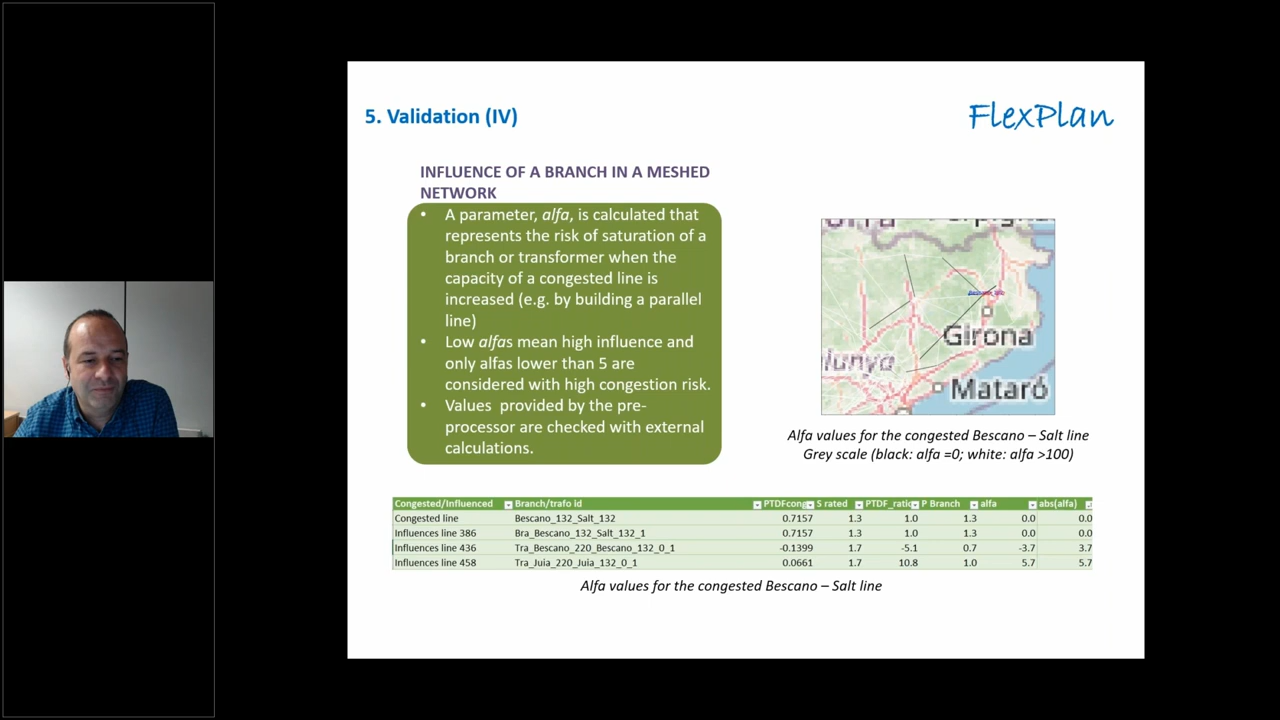 5. Validation (IV)
FlexPlan
INFLUENCE OF A BRANCH IN A MESHED
NETWORK
• A parameter, alfa, is calculated that
represents the risk of saturation of a
branch or transformer when the
capacity of a congested line is
increased (e.g. by building a parallel
line)
• Low alfas mean high influence and
only alfas lower than 5 are
considered with high congestion risk.
• Values provided by the pre-
processor are checked with external
calculations.
Girona
lunya
Mataró
Alfa values for the congested Bescano – Salt line
Grey scale (black: alfa =0; white: alfa >100)
Congested/Influenced Branch/trafo id PTDFcong S rated PTDF_ratio P Branch alfa abs(alfa)
Congested line Bescano_132_Salt_132 0.7157 1.3 1.0 1.3 0.0 0.0
Influences line 386 Bra_Bescano_132_Salt_132_1 0.7157 1.3 1.0 1.3 0.0 0.0
Influences line 436 Tra_Bescano_220_Bescano_132_0_1 -0.1399 1.7 -5.1 0.7 -3.7 3.7
Influences line 458 Tra_Juia_220_Juia_132_0_1 0.0661 1.7 10.8 1.0 5.7 5.7
Alfa values for the congested Bescano – Salt line